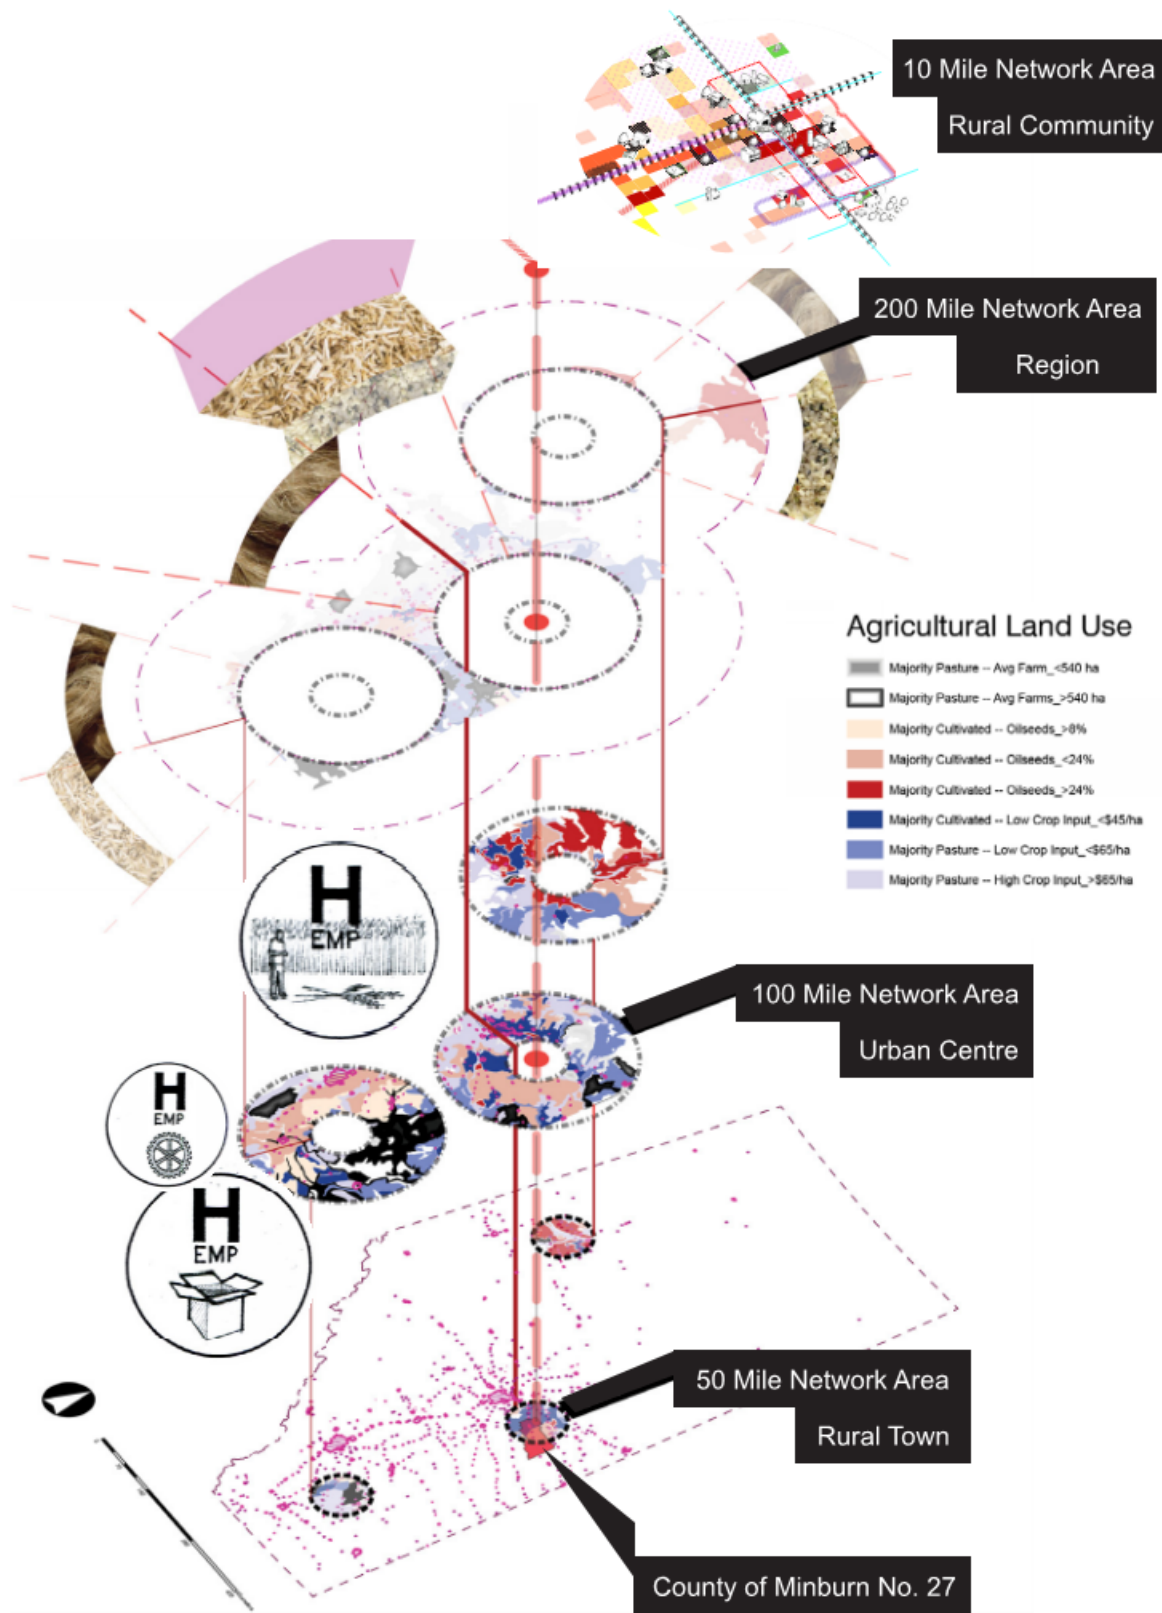 10 Mile Network Area
Rural Community
200 Mile Network Area
Region
Agricultural Land Use
Majority Pasture -- Avg Farm_<540 ha
Majority Pasture -- Avg Farms_>540 ha
Majority Cultivated -- Oilseeds_>8%
Majority Cultivated -- Oilseeds_<24%
Majority Cultivated -- Oilseeds_>24%
Majority Cultivated -- Low Crop Input_<$45/ha
Majority Pasture -- Low Crop Input_<$65/ha
Majority Pasture -- High Crop Input_>$65/ha
H
EMP
100 Mile Network Area
Urban Centre
H
EMP
H
EMP
50 Mile Network Area
Rural Town
County of Minburn No. 27